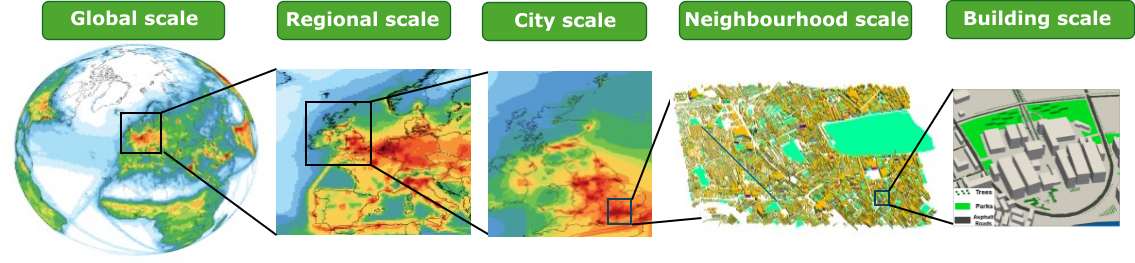 Global scale
Regional scale
City scale
Neighbourhood scale
Building scale
Trees
Parks
Asphalt
Roads